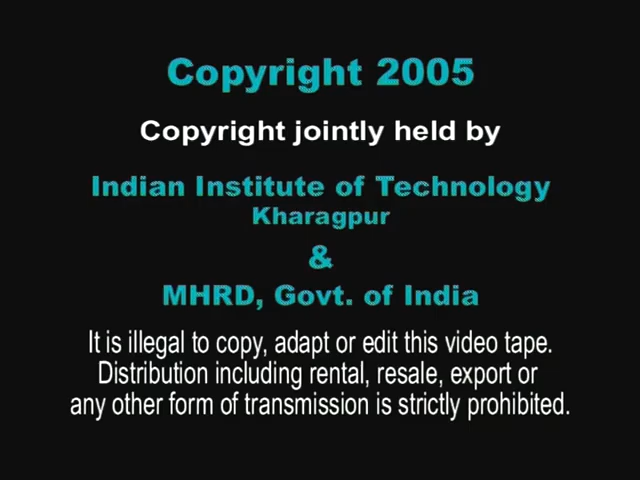 Copyright 2005
Copyright jointly held by
Indian Institute of Technology
Kharagpur
&
MHRD, Govt. of India
It is illegal to copy, adapt or edit this video tape.
Distribution including rental, resale, export or
any other form of transmission is strictly prohibited.